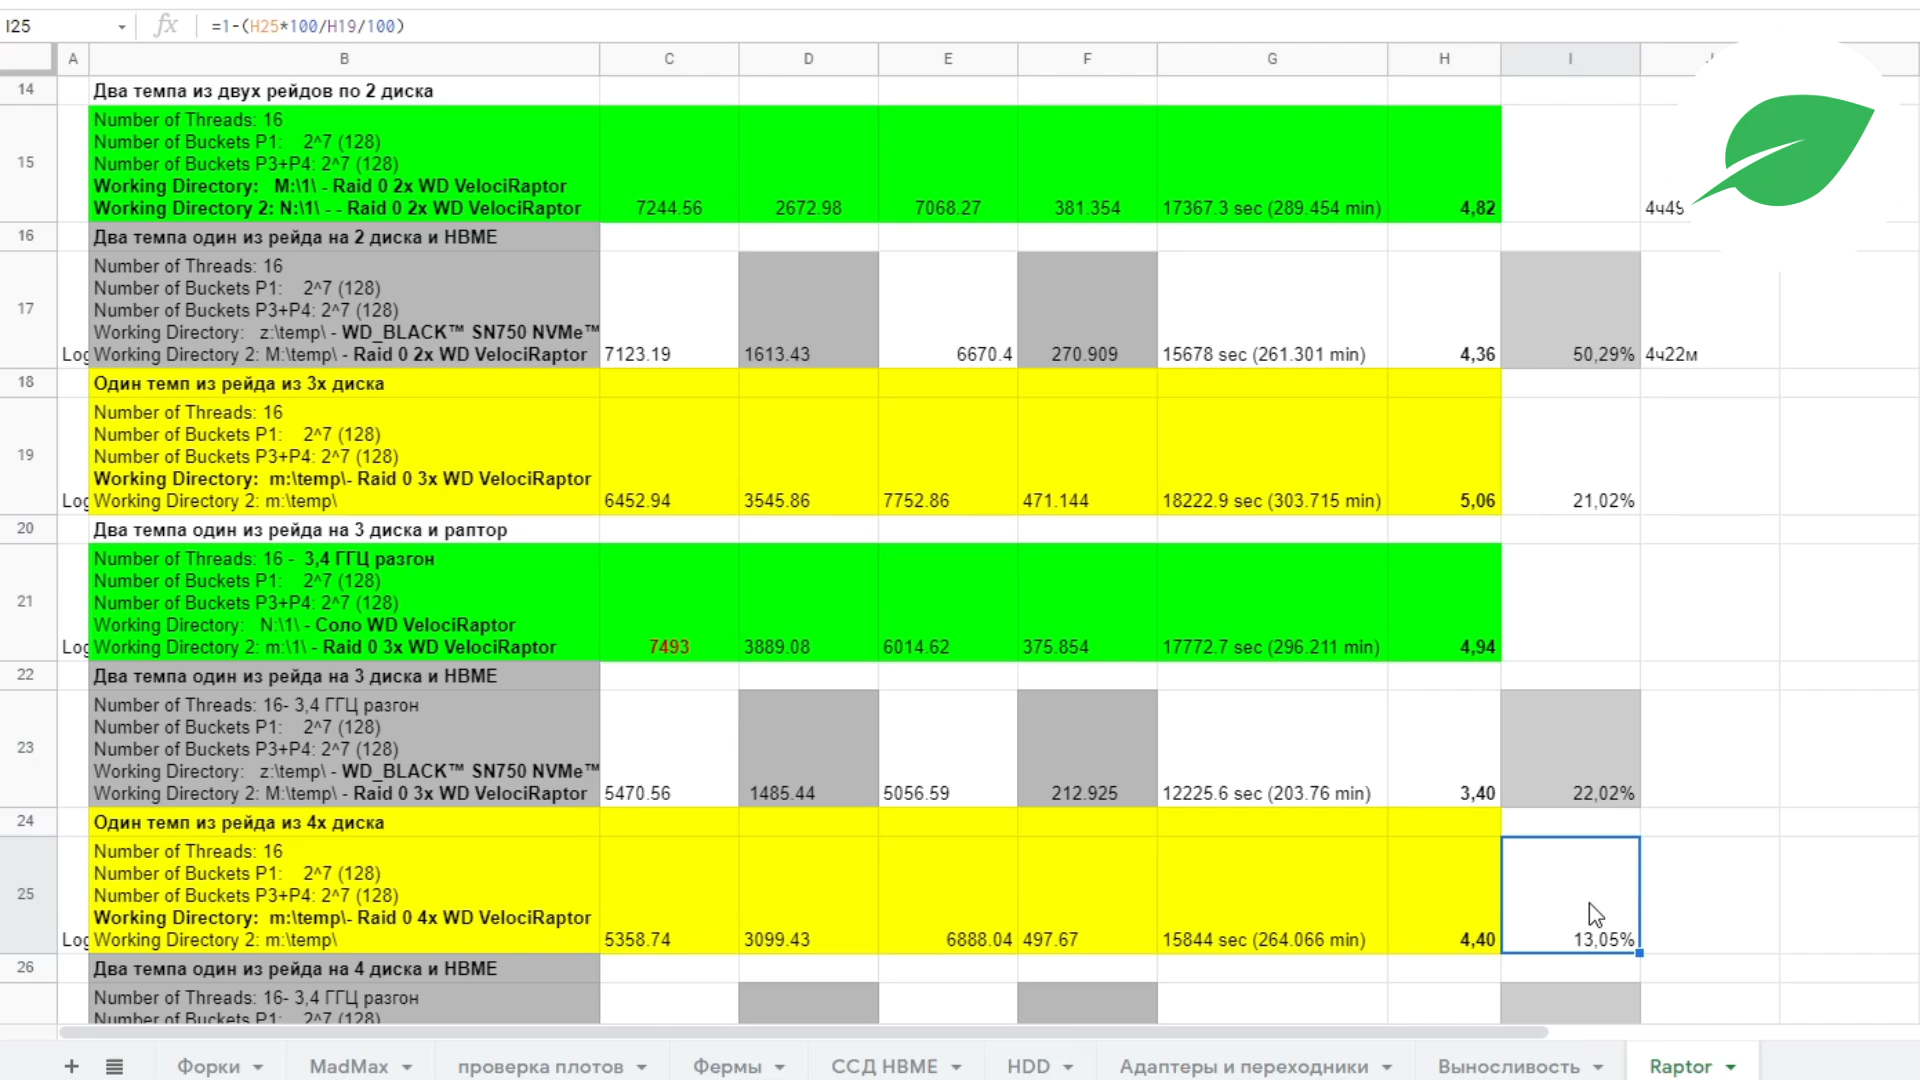 I25
fx
=1-(H25*100/H19/100)
A B C D E F G H I
14 Два темпа из двух рейдов по 2 диска
15
Number of Threads: 16
Number of Buckets P1: 2^7 (128)
Number of Buckets P3+P4: 2^7 (128)
Working Directory: M:\1\ - Raid 0 2x WD VelociRaptor
Working Directory 2: N:\1\ - - Raid 0 2x WD VelociRaptor 7244.56 2672.98 7068.27 381.354 17367.3 sec (289.454 min) 4,82
16 Два темпа один из рейда на 2 диска и НВМЕ
17
Number of Threads: 16
Number of Buckets P1: 2^7 (128)
Number of Buckets P3+P4: 2^7 (128)
Working Directory: z:\temp\ - WD_BLACK™ SN750 NVMe™
Log Working Directory 2: M:\temp\ - Raid 0 2x WD VelociRaptor 7123.19 1613.43 6670.4 270.909 15678 sec (261.301 min) 4,36 50,29% 4ч22м
18 Один темп из рейда из 3х диска
19
Number of Threads: 16
Number of Buckets P1: 2^7 (128)
Number of Buckets P3+P4: 2^7 (128)
Working Directory: m:\temp\- Raid 0 3x WD VelociRaptor
Log Working Directory 2: m:\temp\ 6452.94 3545.86 7752.86 471.144 18222.9 sec (303.715 min) 5,06 21,02%
20 Два темпа один из рейда на 3 диска и раптор
21
Number of Threads: 16 - 3,4 ГГЦ разгон
Number of Buckets P1: 2^7 (128)
Number of Buckets P3+P4: 2^7 (128)
Working Directory: N:\1\ - Соло WD VelociRaptor
Log Working Directory 2: m:\1\ - Raid 0 3x WD VelociRaptor 7493 3889.08 6014.62 375.854 17772.7 sec (296.211 min) 4,94
22 Два темпа один из рейда на 3 диска и НВМЕ
23
Number of Threads: 16- 3,4 ГГЦ разгон
Number of Buckets P1: 2^7 (128)
Number of Buckets P3+P4: 2^7 (128)
Working Directory: z:\temp\ - WD_BLACK™ SN750 NVMe™
Working Directory 2: M:\temp\ - Raid 0 3x WD VelociRaptor 5470.56 1485.44 5056.59 212.925 12225.6 sec (203.76 min) 3,40 22,02%
24 Один темп из рейда из 4х диска
25
Number of Threads: 16
Number of Buckets P1: 2^7 (128)
Number of Buckets P3+P4: 2^7 (128)
Working Directory: m:\temp\- Raid 0 4x WD VelociRaptor
Log Working Directory 2: m:\temp\ 5358.74 3099.43 6888.04 497.67 15844 sec (264.066 min) 4,40 13,05%
26 Два темпа один из рейда на 4 диска и НВМЕ
Number of Threads: 16- 3,4 ГГЦ разгон
Number of Buckets P1: 2^7 (128)
+ Форки MadMax проверка плотов Фермы ССД НВМЕ HDD Адаптеры и переходники Выносливость Raptor